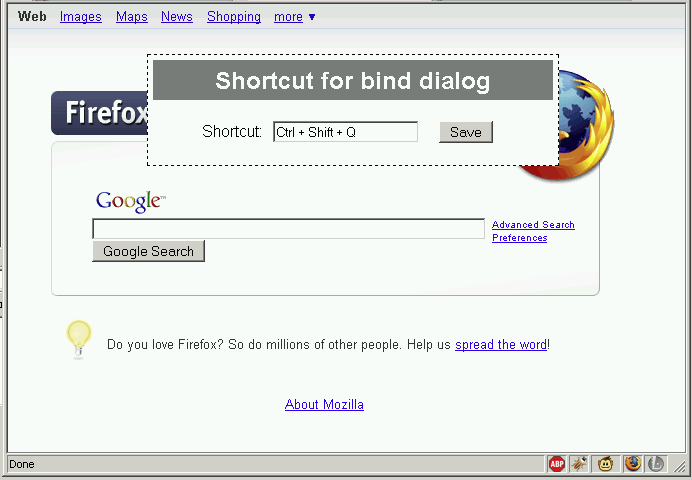 Web Images Maps News Shopping more ▼
Shortcut for bind dialog
Firefox
Shortcut: Ctrl + Shift + Q Save
Google™
Advanced Search
Preferences
Google Search
Do you love Firefox? So do millions of other people. Help us spread the word!
About Mozilla
Done
ABP